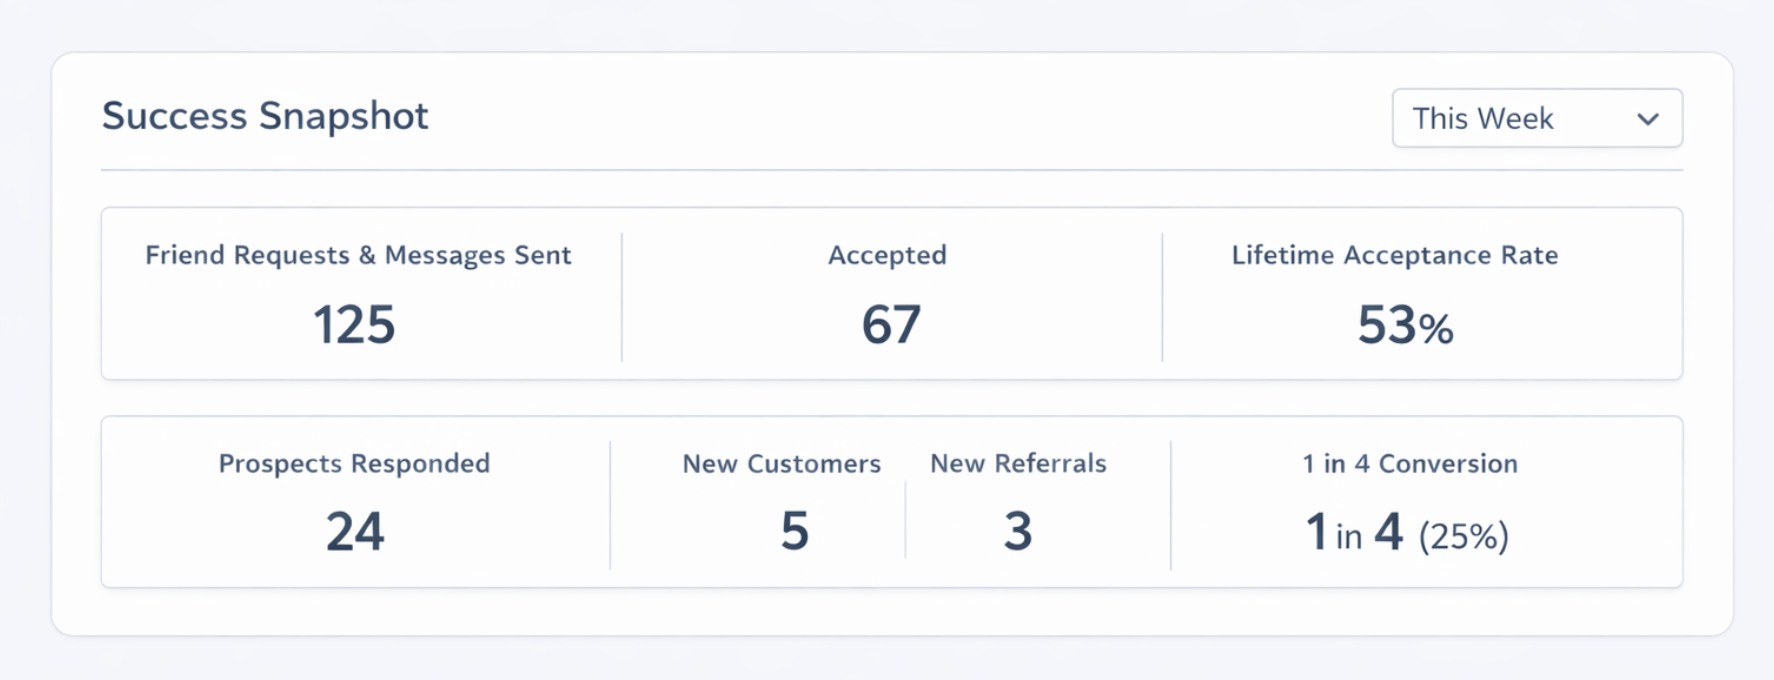 Success Snapshot
This Week
Friend Requests & Messages Sent
125
Accepted
67
Lifetime Acceptance Rate
53%
Prospects Responded
24
New Customers
5
New Referrals
3
1 in 4 Conversion
1 in 4 (25%)